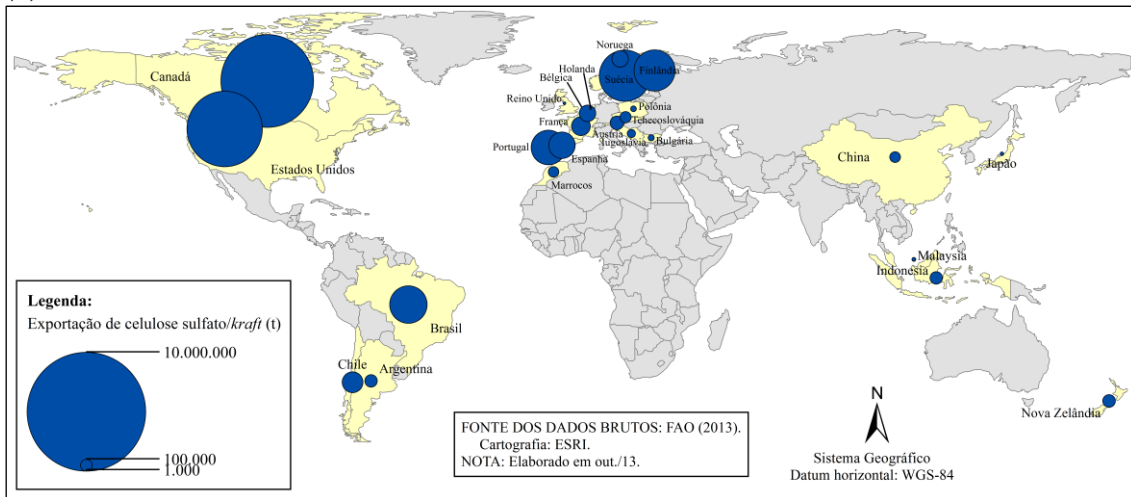 Canadá
Estados Unidos
Noruega
Holanda
Bélgica
Suécia
Finlândia
Reino Unido
Polônia
Tchecoslováquia
França
Áustria
Iugoslávia
Bulgária
Portugal
Espanha
Marrocos
China
Japão
Malaysia
Indonésia
Brasil
Chile
Argentina
Nova Zelândia
Legenda:
Exportação de celulose sulfato/kraft (t)
10.000.000
100.000
1.000
FONTE DOS DADOS BRUTOS: FAO (2013).
Cartografia: ESRI.
NOTA: Elaborado em out./13.
N
Sistema Geográfico
Datum horizontal: WGS-84